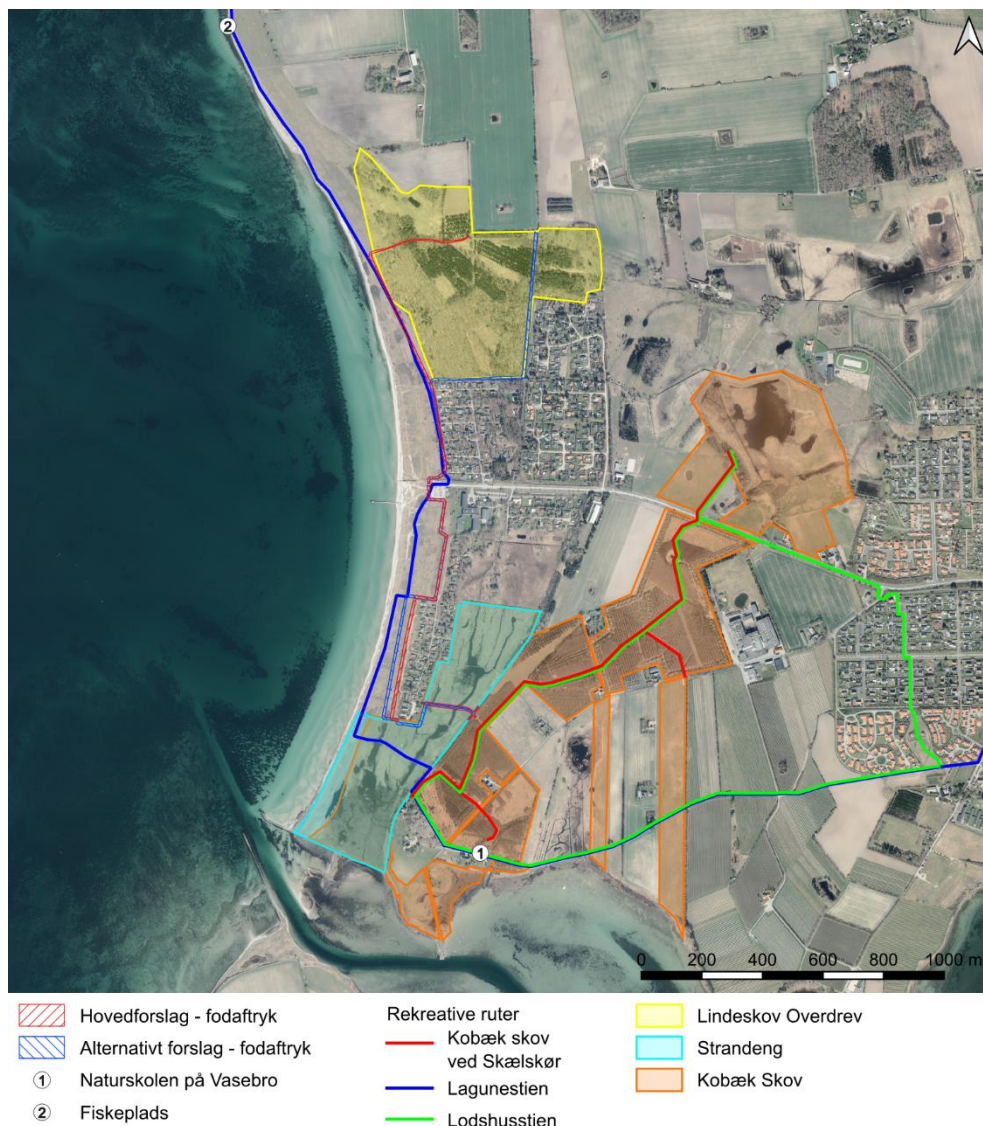 2
1
0 200 400 600 800 1000 m
Hovedforslag - fodaftryk
Alternativt forslag - fodaftryk
1 Naturskolen på Vasebro
2 Fiskeplads
Rekreative ruter
Kobæk skov
ved Skælskør
Lagunestien
Lodshusstien
Lindeskov Overdrev
Strandeng
Kobæk Skov